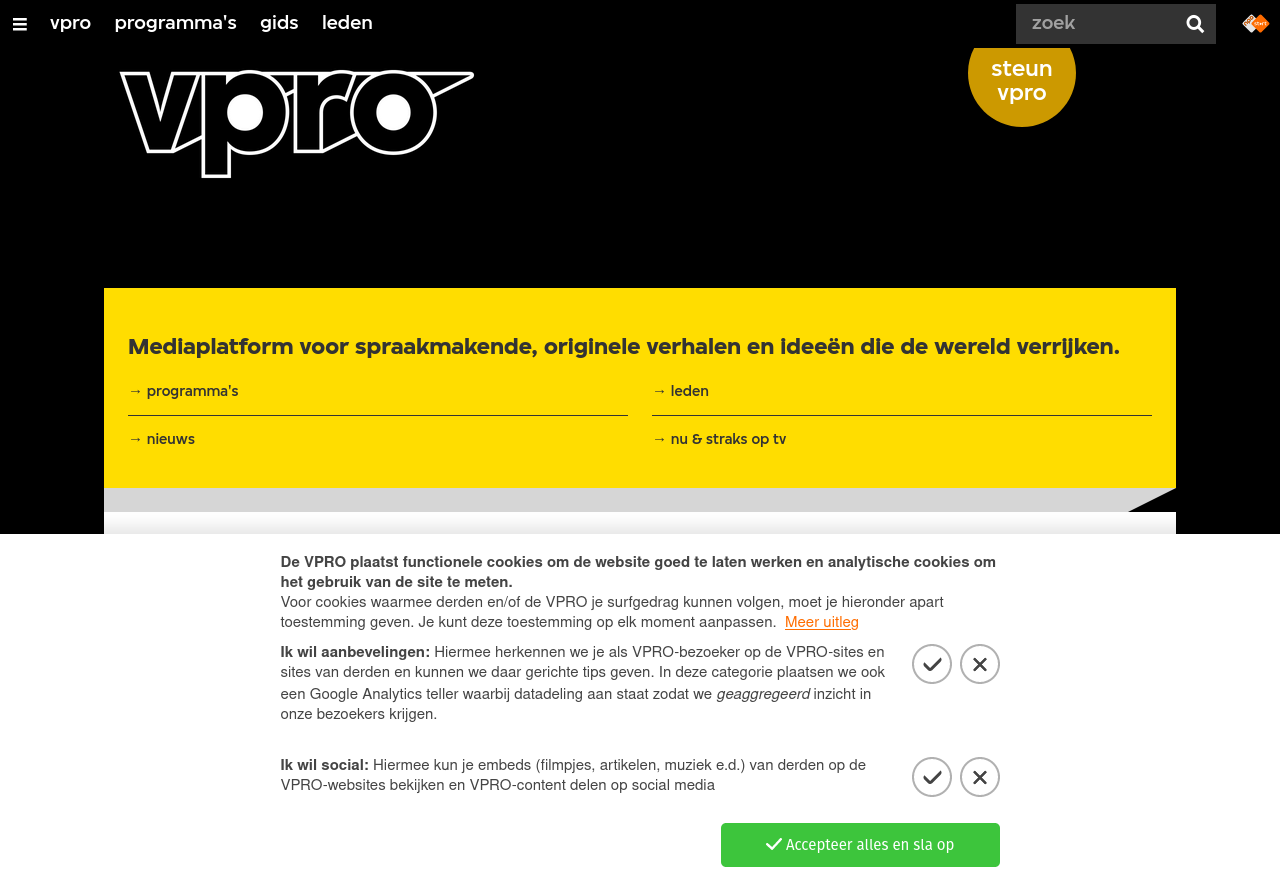 vpro programma's gids leden
zoek
steun
vpro
vpro
Mediaplatform voor spraakmakende, originele verhalen en ideeën die de wereld verrijken.
→ programma's
→ leden
→ nieuws
→ nu & straks op tv
De VPRO plaatst functionele cookies om de website goed te laten werken en analytische cookies om
het gebruik van de site te meten.
Voor cookies waarmee derden en/of de VPRO je surfgedrag kunnen volgen, moet je hieronder apart
toestemming geven. Je kunt deze toestemming op elk moment aanpassen. Meer uitleg
Ik wil aanbevelingen: Hiermee herkennen we je als VPRO-bezoeker op de VPRO-sites en
sites van derden en kunnen we daar gerichte tips geven. In deze categorie plaatsen we ook
een Google Analytics teller waarbij datadeling aan staat zodat we geaggregeerd inzicht in
onze bezoekers krijgen.
Ik wil social: Hiermee kun je embeds (filmpjes, artikelen, muziek e.d.) van derden op de
VPRO-websites bekijken en VPRO-content delen op social media
Accepteer alles en sla op